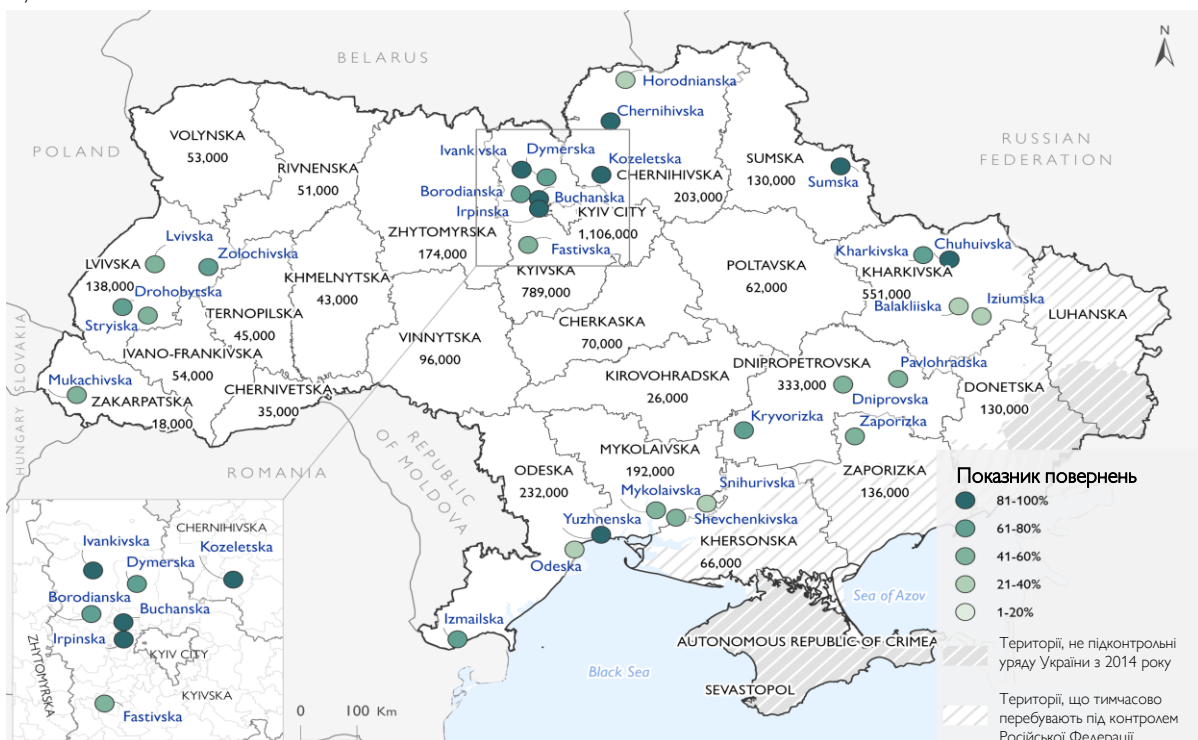 N
BELARUS
POLAND
RUSSIAN
FEDERATION
SLOVAKIA
HUNGARY
ROMANIA
REPUBLIC
OF MOLDOVA
Black Sea
Sea of Azov
VOLYNSKA
53,000
RIVNENSKA
51,000
ZHYTOMYRSKA
174,000
Horodnianska
Chernihivska
Kozeletska
CHERNIHIVSKA
203,000
Ivankivska
Dymerska
Borodianska
Buchanska
Irpinska
KYIV CITY
1,106,000
Fastivska
KYIVSKA
789,000
SUMSKA
130,000
Sumska
Lvivska
Zolochivska
LVIVSKA
138,000
Drohobytska
Stryiska
TERNOPILSKA
45,000
KHMELNYTSKA
43,000
IVANO-FRANKIVSKA
54,000
Mukachivska
ZAKARPATSKA
18,000
CHERNIVETSKA
35,000
VINNYTSKA
96,000
CHERKASKA
70,000
POLTAVSKA
62,000
Kharkivska
Chuhuivska
KHARKIVSKA
551,000
Balakliiska
Iziumska
LUHANSKA
KIROVOHRADSKA
26,000
DNIPROPETROVSKA
333,000
Pavlohradska
Dniprovska
Kryvorizka
Zaporizka
DONETSKA
130,000
ZAPORIZKA
136,000
ODESKA
232,000
MYKOLAIVSKA
192,000
Mykolaivska
Snihurivska
Shevchenkivska
Yuzhnenska
Odeska
KHERSONSKA
66,000
Izmailska
AUTONOMOUS REPUBLIC OF CRIMEA
SEVASTOPOL
CHERNIHIVSKA
Kozeletska
Ivankivska
Dymerska
Borodianska
Buchanska
Irpinska
KYIV CITY
ZHYTOMYRSKA
KYIVSKA
Fastivska
0 100 Km
Показник повернень
81-100%
61-80%
41-60%
21-40%
1-20%
Території, не підконтрольні
уряду України з 2014 року
Території, що тимчасово
перебувають під контролем
Російської Федерації